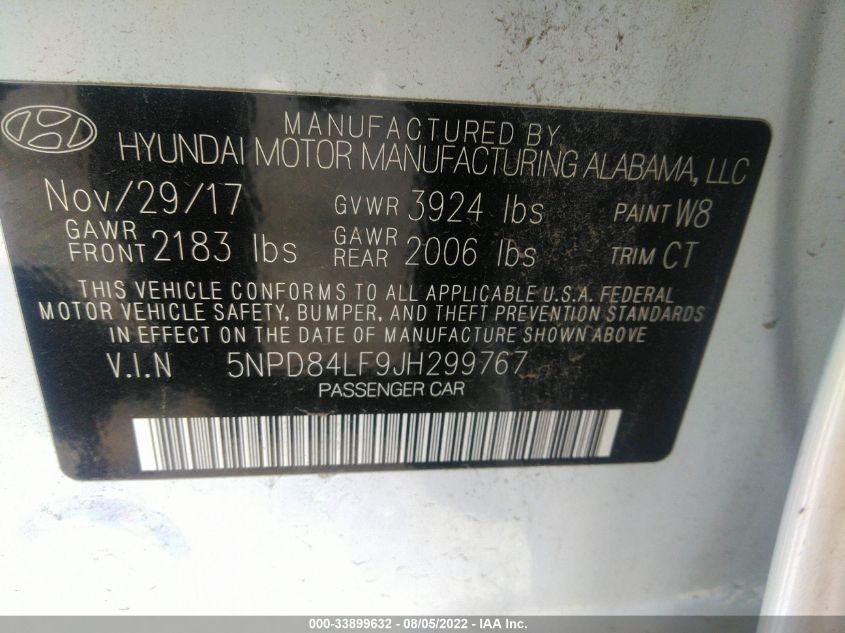 MANUFACTURED BY
HYUNDAI MOTOR MANUFACTURING ALABAMA, LLC
Nov/29/17 GVWR 3924 lbs PAINT W8
GAWR FRONT 2183 lbs GAWR REAR 2006 lbs TRIM CT
THIS VEHICLE CONFORMS TO ALL APPLICABLE U.S.A. FEDERAL
MOTOR VEHICLE SAFETY, BUMPER, AND THEFT PREVENTION STANDARDS
IN EFFECT ON THE DATE OF MANUFACTURE SHOWN ABOVE
V.I.N 5NPD84LF9JH299767
PASSENGER CAR
000-33899632 - 08/05/2022 - IAA Inc.